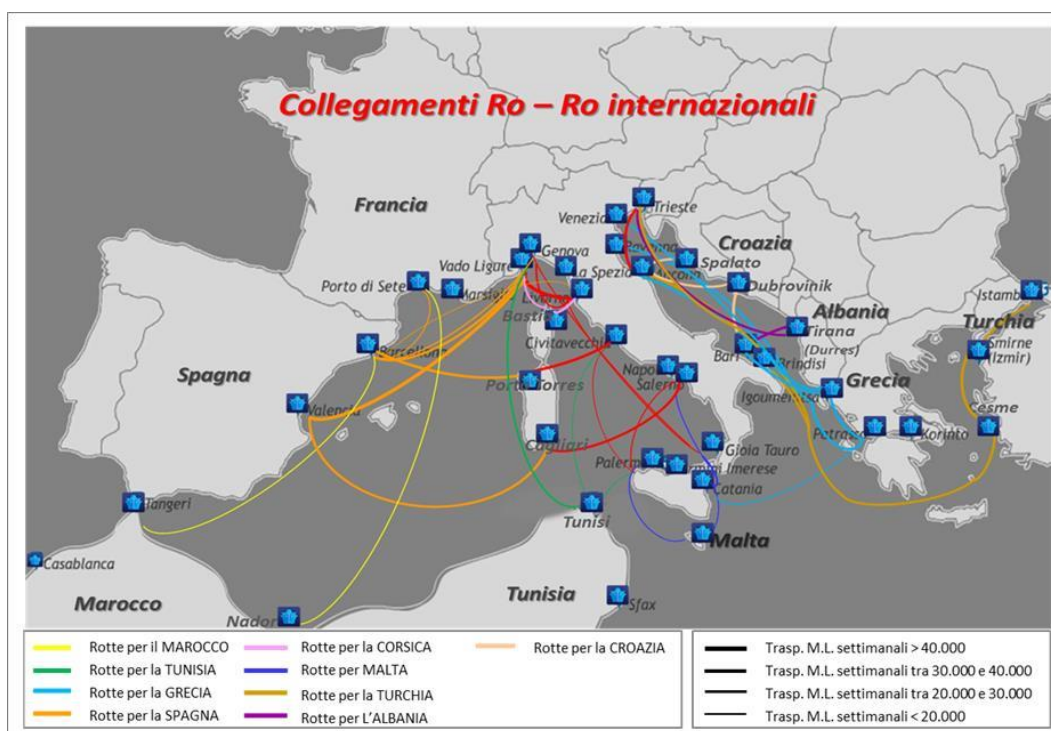 Collegamenti Ro – Ro internazionali
Francia
Venezia
Trieste
Genova
Ravenna
Croazia
Vado Ligure
La Spezia
Ancona
Spalato
Porto di Sete
Marsiglia
Livorno
Dubrovinik
Bastia
Istambul
Albania
Turchia
Civitavecchia
Tirana
(Durres)
Smirne
(Izmir)
Barcellona
Bari
Brindisi
Spagna
Napoli
Porto Torres
Salerno
Grecia
Igoumenitsa
Valencia
Cesme
Patrasso
Korinto
Cagliari
Gioia Tauro
Palermo
Termini Imerese
Catania
Tangeri
Tunisi
Malta
Casablanca
Tunisia
Marocco
Sfax
Nador
Rotte per il MAROCCO
Rotte per la CORSICA
Rotte per la CROAZIA
Rotte per la TUNISIA
Rotte per MALTA
Rotte per la GRECIA
Rotte per la TURCHIA
Rotte per la SPAGNA
Rotte per L'ALBANIA
Trasp. M.L. settimanali > 40.000
Trasp. M.L. settimanali tra 30.000 e 40.000
Trasp. M.L. settimanali tra 20.000 e 30.000
Trasp. M.L. settimanali < 20.000